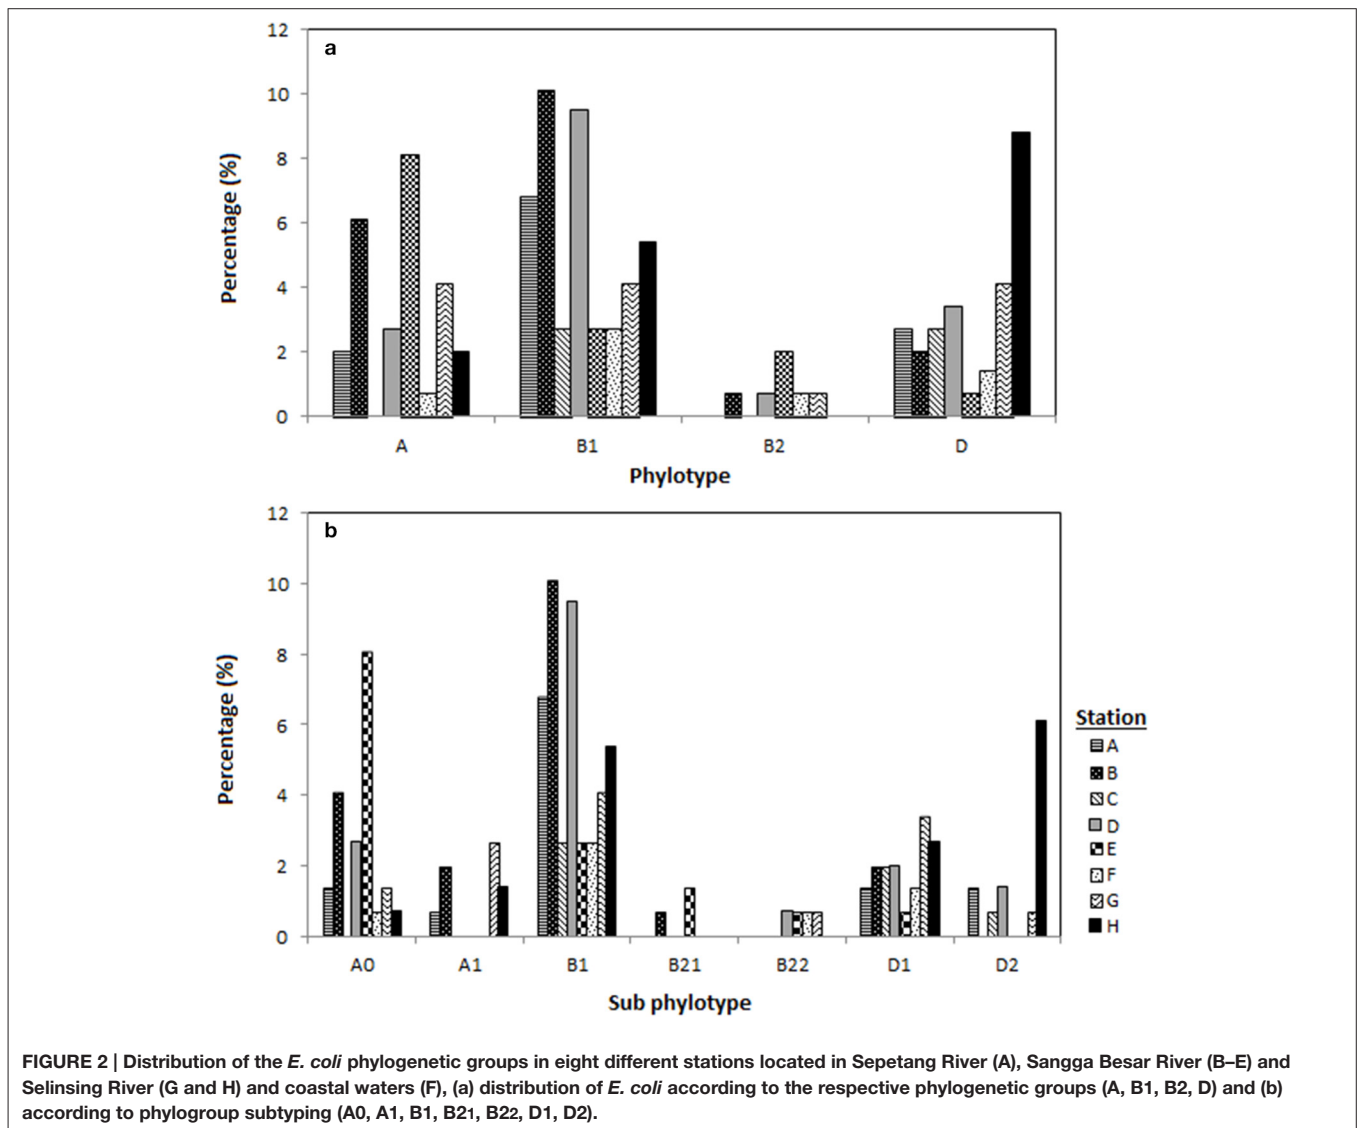 12
a
10
8
6
4
2
0
Percentage (%)
A B1 B2 D
Phylotype
12
b
10
8
6
4
2
0
Percentage (%)
A0 A1 B1 B21 B22 D1 D2
Sub phylotype
Station
A
B
C
D
E
F
G
H
FIGURE 2 | Distribution of the E. coli phylogenetic groups in eight different stations located in Sepetang River (A), Sangga Besar River (B–E) and
Selinsing River (G and H) and coastal waters (F), (a) distribution of E. coli according to the respective phylogenetic groups (A, B1, B2, D) and (b)
according to phylogroup subtyping (A0, A1, B1, B21, B22, D1, D2).